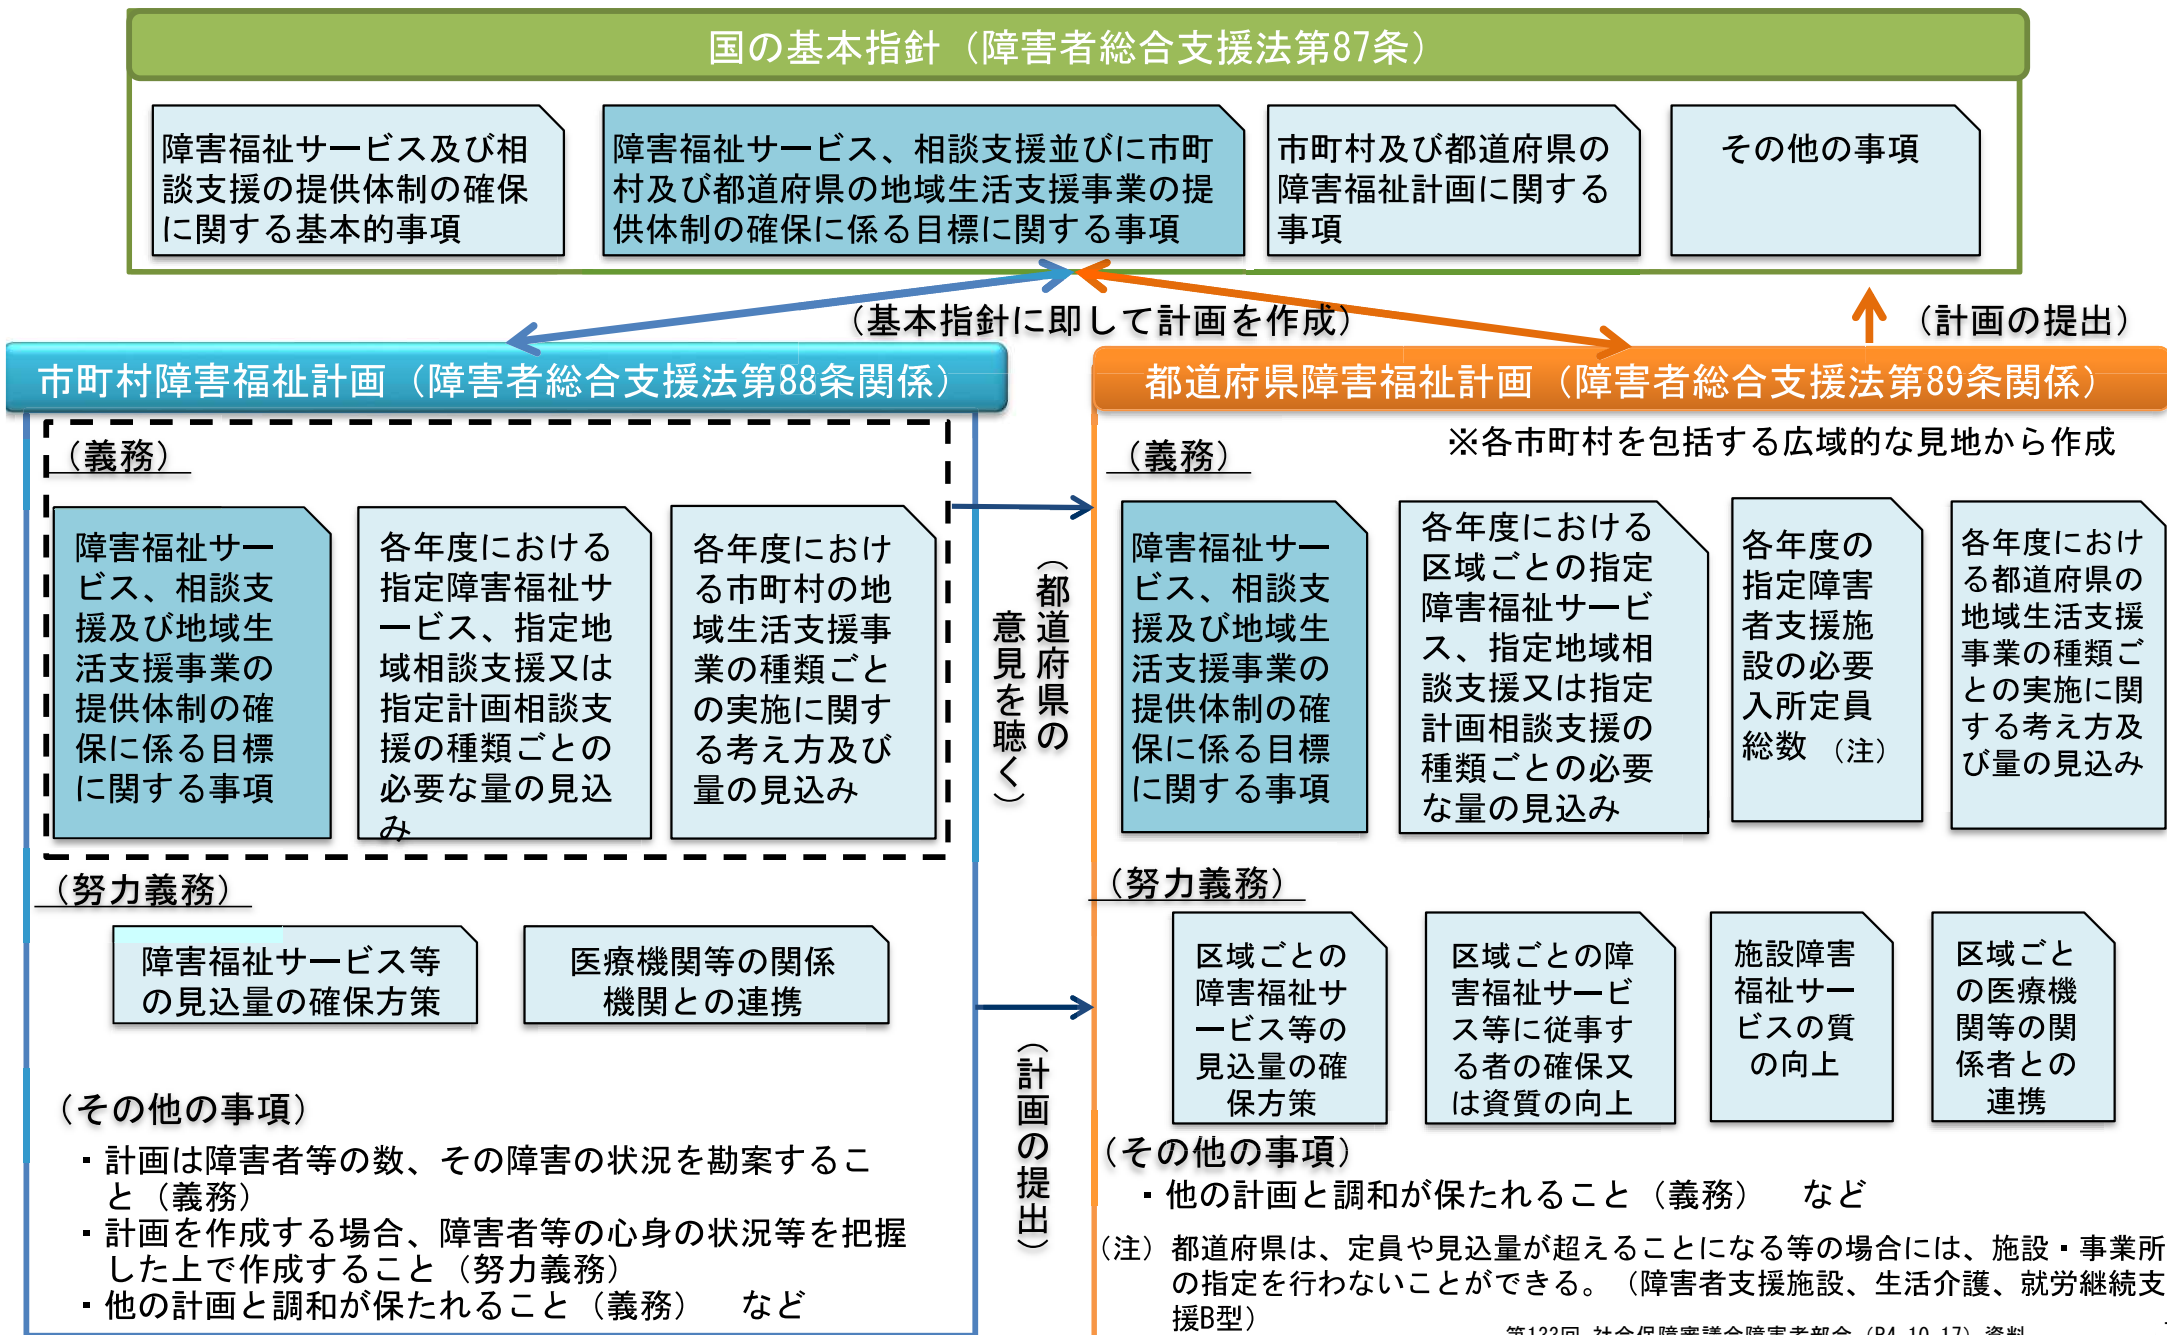 国の基本指針（障害者総合支援法第87条）
障害福祉サービス及び相
談支援の提供体制の確保
に関する基本的事項
障害福祉サービス、相談支援並びに市町
村及び都道府県の地域生活支援事業の提
供体制の確保に係る目標に関する事項
市町村及び都道府県の
障害福祉計画に関する
事項
その他の事項
（基本指針に即して計画を作成）
（計画の提出）
市町村障害福祉計画（障害者総合支援法第88条関係）
（義務）
障害福祉サー
ビス、相談支
援及び地域生
活支援事業の
提供体制の確
保に係る目標
に関する事項
各年度における
指定障害福祉サ
ービス、指定地
域相談支援又は
指定計画相談支
援の種類ごとの
必要な量の見込
み
各年度におけ
る市町村の地
域生活支援事
業の種類ごと
の実施に関す
る考え方及び
量の見込み
（努力義務）
障害福祉サービス等
の見込量の確保方策
医療機関等の関係
機関との連携
（その他の事項）
・計画は障害者等の数、その障害の状況を勘案するこ
と（義務）
・計画を作成する場合、障害者等の心身の状況等を把握
した上で作成すること（努力義務）
・他の計画と調和が保たれること（義務）　など
（都道府県の
意見を聴く）
（計画の提出）
都道府県障害福祉計画（障害者総合支援法第89条関係）
※各市町村を包括する広域的な見地から作成
（義務）
障害福祉サー
ビス、相談支
援及び地域生
活支援事業の
提供体制の確
保に係る目標
に関する事項
各年度における
区域ごとの指定
障害福祉サービ
ス、指定地域相
談支援又は指定
計画相談支援の
種類ごとの必要
な量の見込み
各年度の
指定障害
者支援施
設の必要
入所定員
総数（注）
各年度におけ
る都道府県の
地域生活支援
事業の種類ご
との実施に関
する考え方及
び量の見込み
（努力義務）
区域ごとの
障害福祉サ
ービス等の
見込量の確
保方策
区域ごとの障
害福祉サービ
ス等に従事す
る者の確保又
は資質の向上
施設障害
福祉サー
ビスの質
の向上
区域ごと
の医療機
関等の関
係者との
連携
（その他の事項）
・他の計画と調和が保たれること（義務）　など
（注）都道府県は、定員や見込量が超えることになる等の場合には、施設・事業所
の指定を行わないことができる。（障害者支援施設、生活介護、就労継続支
援B型）
第133回 社会保障審議会障害者部会（R4.10.17）資料